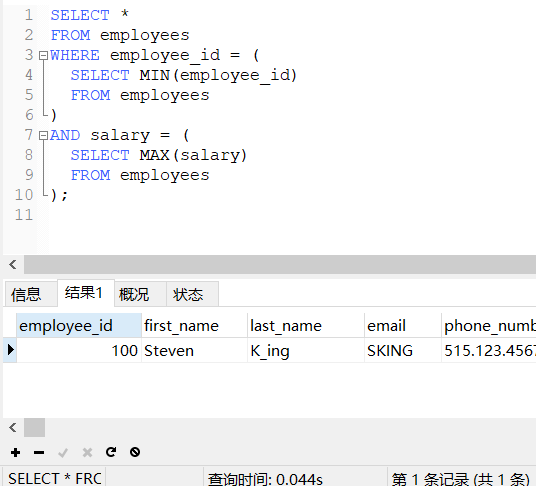 1 SELECT *
2 FROM employees
3 WHERE employee_id = (
4 SELECT MIN(employee_id)
5 FROM employees
6 )
7 AND salary = (
8 SELECT MAX(salary)
9 FROM employees
10 );
11
信息 结果1 概况 状态
employee_id first_name last_name email phone_numb
100 Steven K_ing SKING 515.123.4567
SELECT * FRC 查询时间: 0.044s 第 1 条记录 (共 1 条)